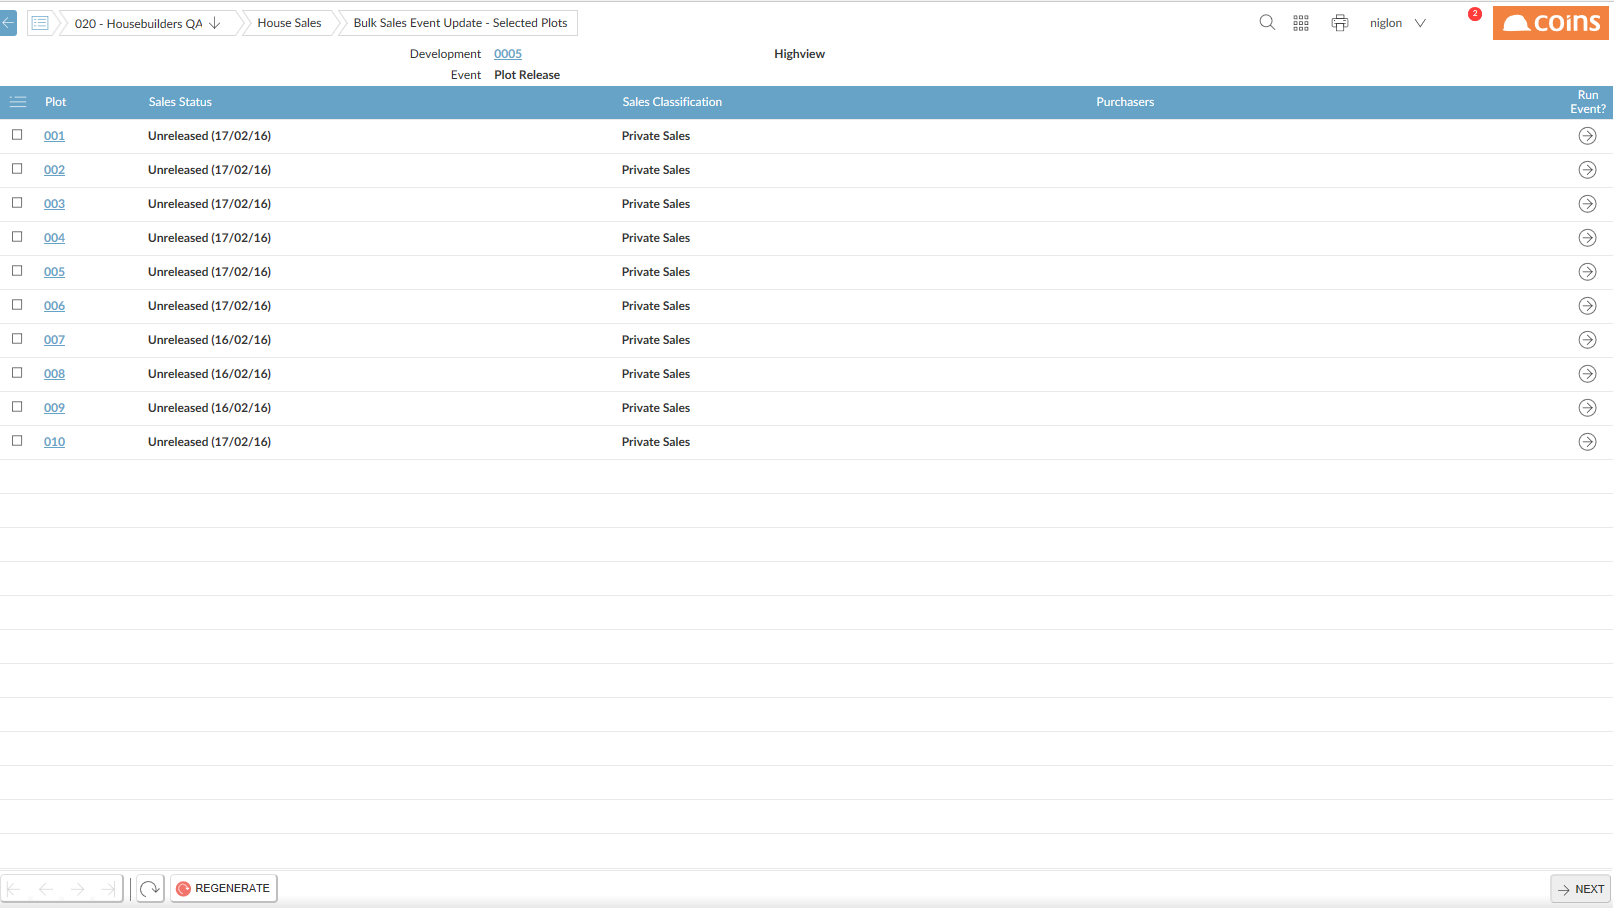 020 - Housebuilders QA House Sales Bulk Sales Event Update - Selected Plots niglon 2 coins
Development 0005 Highview
Event Plot Release
Plot Sales Status Sales Classification Purchasers Run Event?
001 Unreleased (17/02/16) Private Sales
002 Unreleased (17/02/16) Private Sales
003 Unreleased (17/02/16) Private Sales
004 Unreleased (17/02/16) Private Sales
005 Unreleased (17/02/16) Private Sales
006 Unreleased (17/02/16) Private Sales
007 Unreleased (16/02/16) Private Sales
008 Unreleased (16/02/16) Private Sales
009 Unreleased (16/02/16) Private Sales
010 Unreleased (17/02/16) Private Sales
REGENERATE NEXT